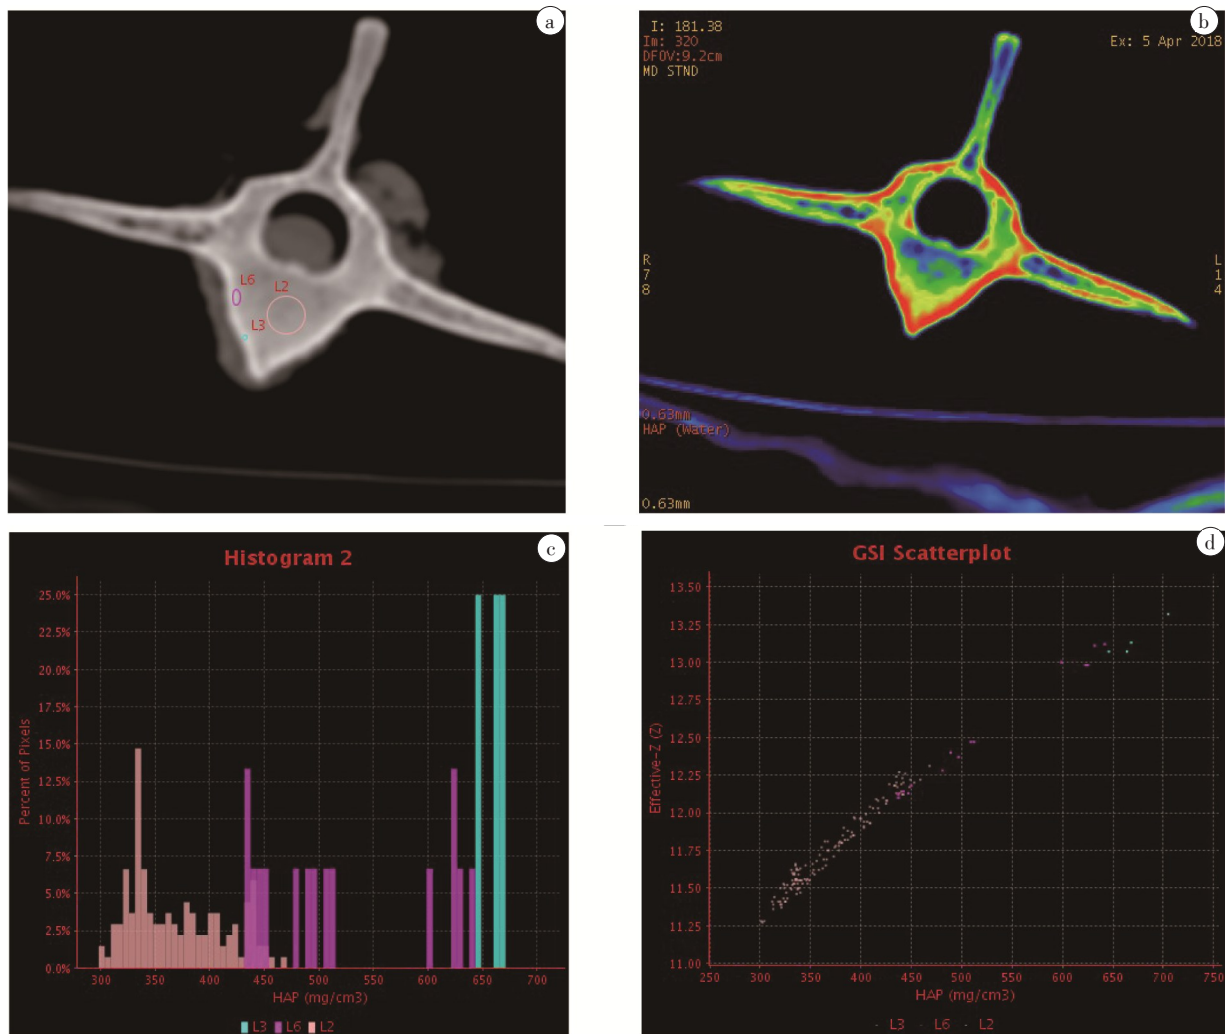 a
L6
L2
L3
b
I: 181.38
Im: 320
DFOV:9.2cm
MD STND
Ex: 5 Apr 2018
R
7
8
L
1
4
0.63mm
HAP (Water)
0.63mm
c
Histogram 2
Percent of Pixels
25.0%
22.5%
20.0%
17.5%
15.0%
12.5%
10.0%
7.5%
5.0%
2.5%
0.0%
300 350 400 450 500 550 600 650 700
HAP (mg/cm3)
L3 L6 L2
d
GSI Scatterplot
Effective-Z (Z)
13.50
13.25
13.00
12.75
12.50
12.25
12.00
11.75
11.50
11.25
11.00
250 300 350 400 450 500 550 600 650 700 750
HAP (mg/cm3)
· L3 · L6 · L2